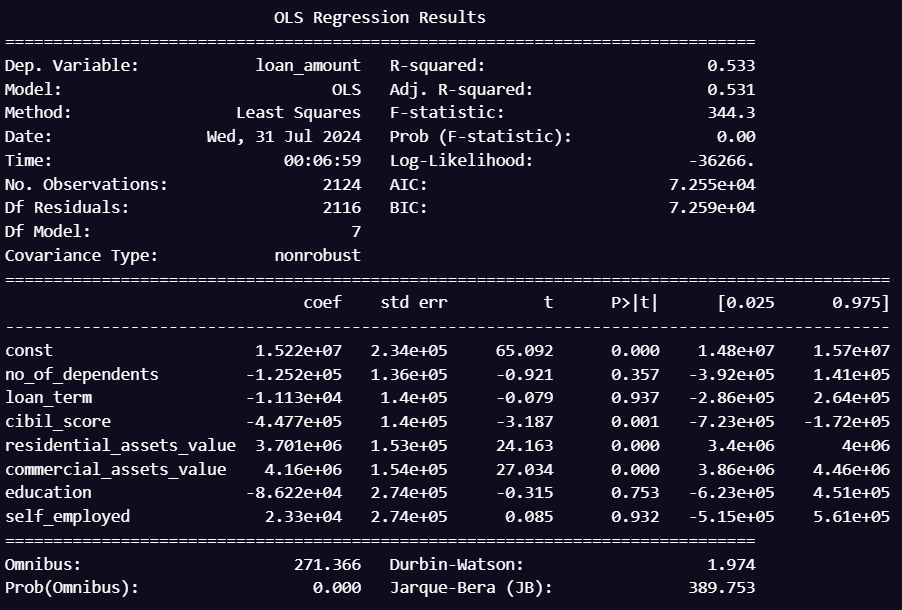 OLS Regression Results
==============================================================================
Dep. Variable:            loan_amount   R-squared:                       0.533
Model:                            OLS   Adj. R-squared:                  0.531
Method:                 Least Squares   F-statistic:                     344.3
Date:                Wed, 31 Jul 2024   Prob (F-statistic):               0.00
Time:                        00:06:59   Log-Likelihood:                -36266.
No. Observations:                2124   AIC:                         7.255e+04
Df Residuals:                    2116   BIC:                         7.259e+04
Df Model:                           7
Covariance Type:            nonrobust
============================================================================================
                               coef    std err          t      P>|t|      [0.025      0.975]
--------------------------------------------------------------------------------------------
const                     1.522e+07   2.34e+05     65.092      0.000    1.48e+07    1.57e+07
no_of_dependents         -1.252e+05   1.36e+05     -0.921      0.357   -3.92e+05    1.41e+05
loan_term                -1.113e+04    1.4e+05     -0.079      0.937   -2.86e+05    2.64e+05
cibil_score              -4.477e+05    1.4e+05     -3.187      0.001   -7.23e+05   -1.72e+05
residential_assets_value  3.701e+06   1.53e+05     24.163      0.000     3.4e+06       4e+06
commercial_assets_value    4.16e+06   1.54e+05     27.034      0.000    3.86e+06    4.46e+06
education                -8.622e+04   2.74e+05     -0.315      0.753   -6.23e+05    4.51e+05
self_employed              2.33e+04   2.74e+05      0.085      0.932   -5.15e+05    5.61e+05
==============================================================================
Omnibus:                      271.366   Durbin-Watson:                   1.974
Prob(Omnibus):                  0.000   Jarque-Bera (JB):              389.753